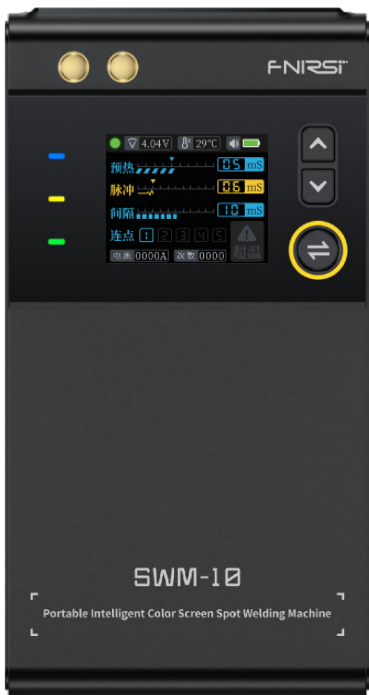 FNIRSI
4.04V 29℃
预热 05 mS
脉冲 06 mS
间隔 10 mS
连点 1 2 3 4 5
电流 0000A 次数 0000 超温
SWM-10
Portable Intelligent Color Screen Spot Welding Machine